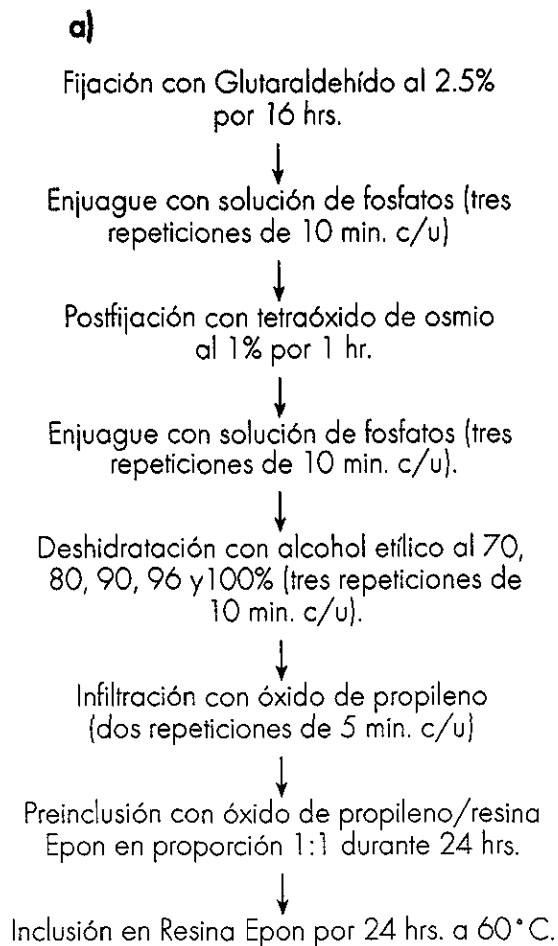 a)
Fijación con Glutaraldehído al 2.5%
por 16 hrs.
Enjuague con solución de fosfatos (tres
repeticiones de 10 min. c/u)
Postfijación con tetraóxido de osmio
al 1% por 1 hr.
Enjuague con solución de fosfatos (tres
repeticiones de 10 min. c/u).
Deshidratación con alcohol etílico al 70,
80, 90, 96 y100% (tres repeticiones de
10 min. c/u).
Infiltración con óxido de propileno
(dos repeticiones de 5 min. c/u)
Preinclusión con óxido de propileno/resina
Epon en proporción 1:1 durante 24 hrs.
Inclusión en Resina Epon por 24 hrs. a 60°C.